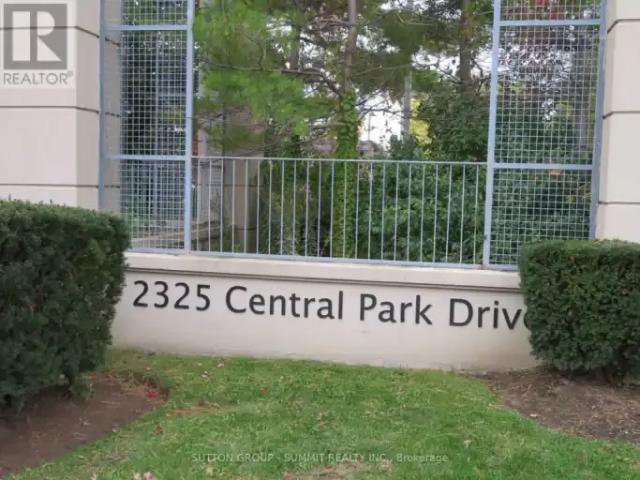 R
REALTOR®
2325 Central Park Drive
SUTTON GROUP - SUMMIT REALTY INC., Brokerage